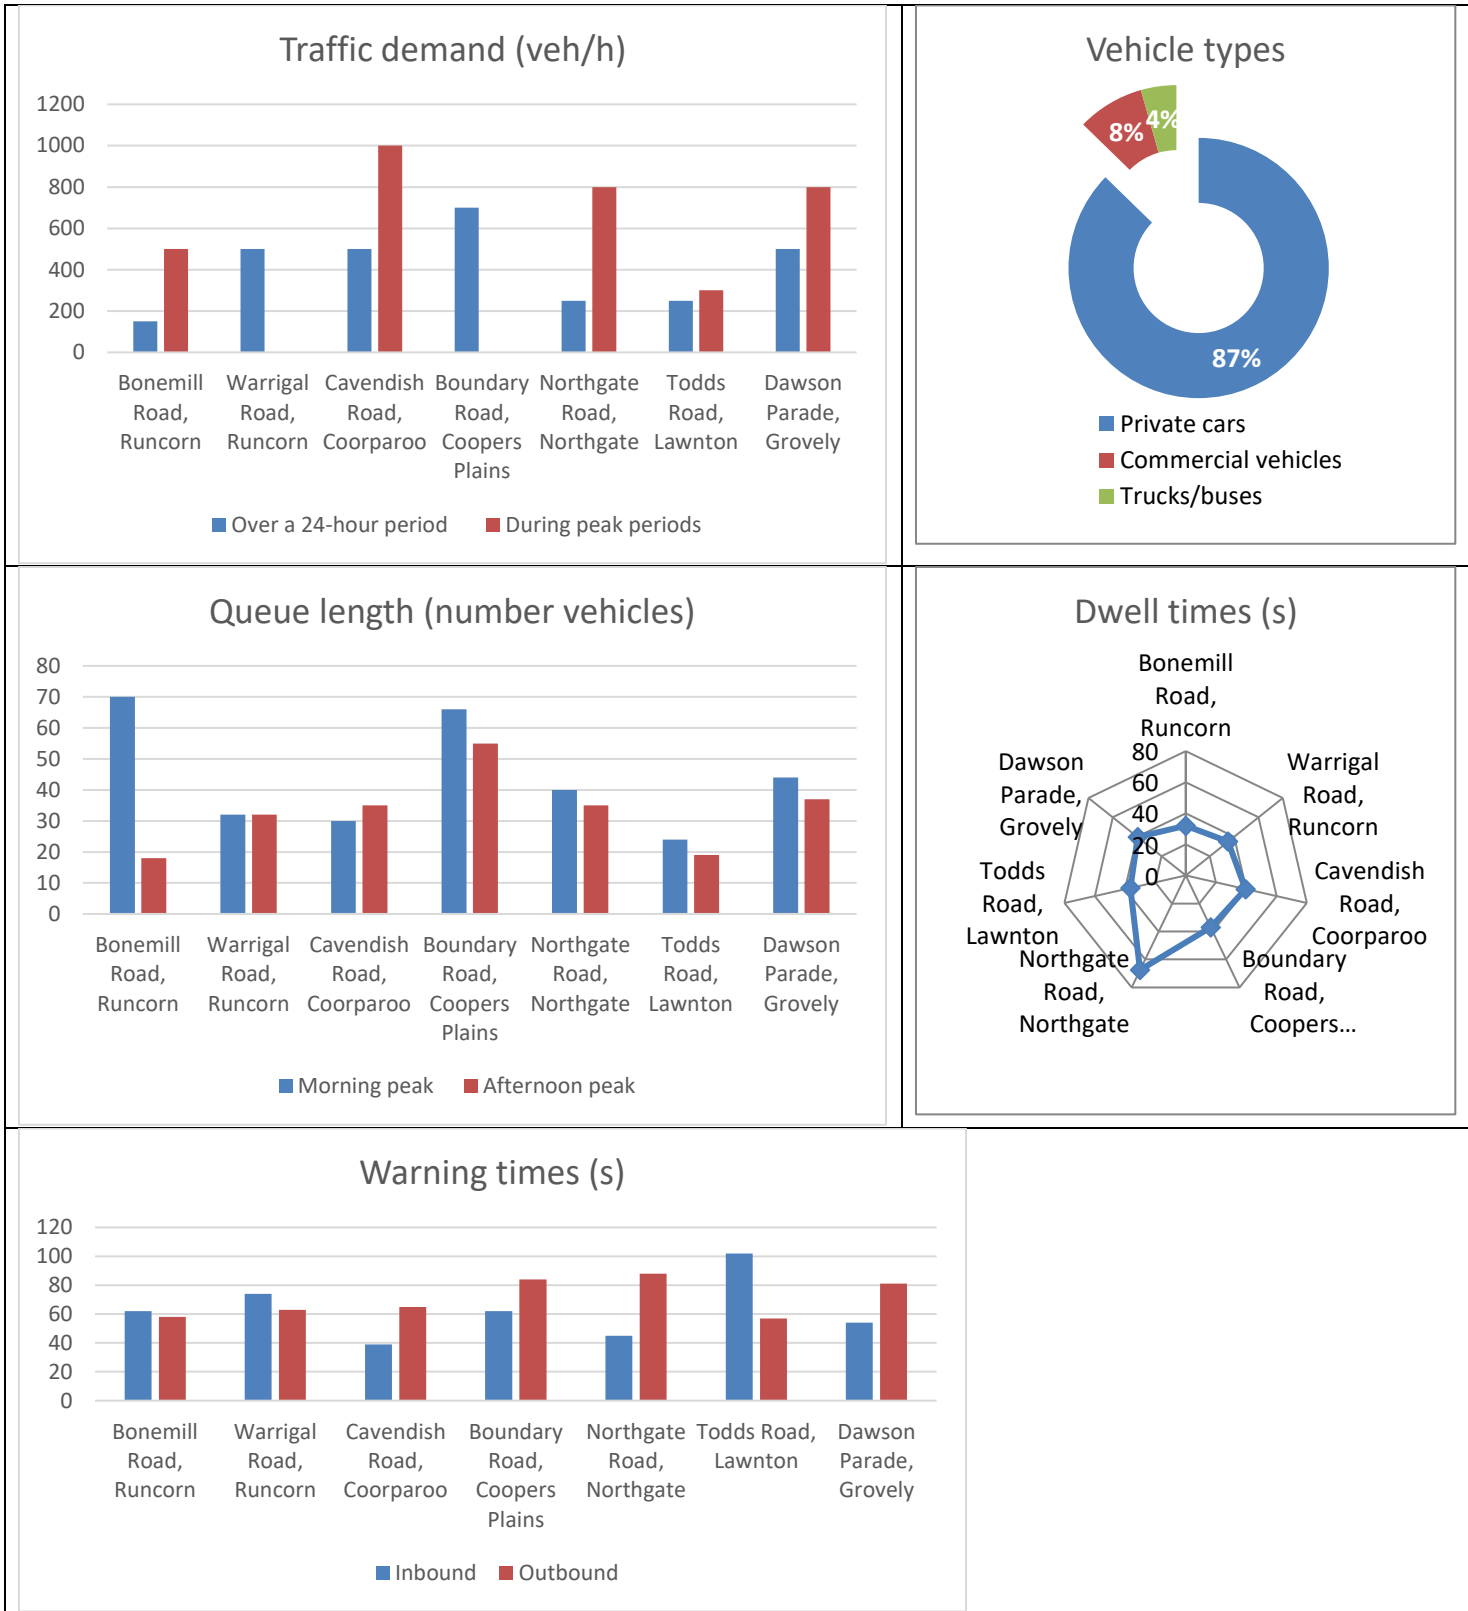 Traffic demand (veh/h)
1200
1000
800
600
400
200
0
Bonemill
Road,
Runcorn
Warrigal
Road,
Runcorn
Cavendish
Road,
Coorparoo
Boundary
Road,
Coopers
Plains
Northgate
Road,
Northgate
Todds
Road,
Lawnton
Dawson
Parade,
Grovely
Over a 24-hour period
During peak periods
Vehicle types
8%
4%
87%
Private cars
Commercial vehicles
Trucks/buses
Queue length (number vehicles)
80
70
60
50
40
30
20
10
0
Bonemill
Road,
Runcorn
Warrigal
Road,
Runcorn
Cavendish
Road,
Coorparoo
Boundary
Road,
Coopers
Plains
Northgate
Road,
Northgate
Todds
Road,
Lawnton
Dawson
Parade,
Grovely
Morning peak
Afternoon peak
Dwell times (s)
80
60
40
20
0
Bonemill
Road,
Runcorn
Warrigal
Road,
Runcorn
Cavendish
Road,
Coorparoo
Boundary
Road,
Coopers...
Northgate
Road,
Northgate
Todds
Road,
Lawnton
Dawson
Parade,
Grovely
Warning times (s)
120
100
80
60
40
20
0
Bonemill
Road,
Runcorn
Warrigal
Road,
Runcorn
Cavendish
Road,
Coorparoo
Boundary
Road,
Coopers
Plains
Northgate
Road,
Northgate
Todds Road,
Lawnton
Dawson
Parade,
Grovely
Inbound
Outbound